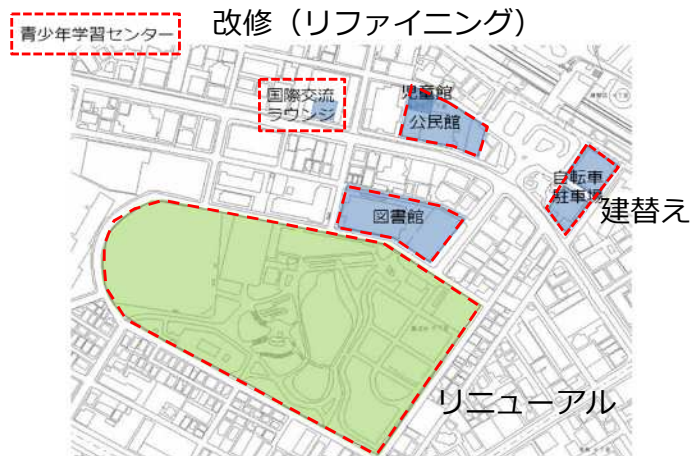 改修（リファイニング）
青少年学習センター
国際交流
ラウンジ
児童館
公民館
自転車
駐車場
建替え
図書館
リニューアル